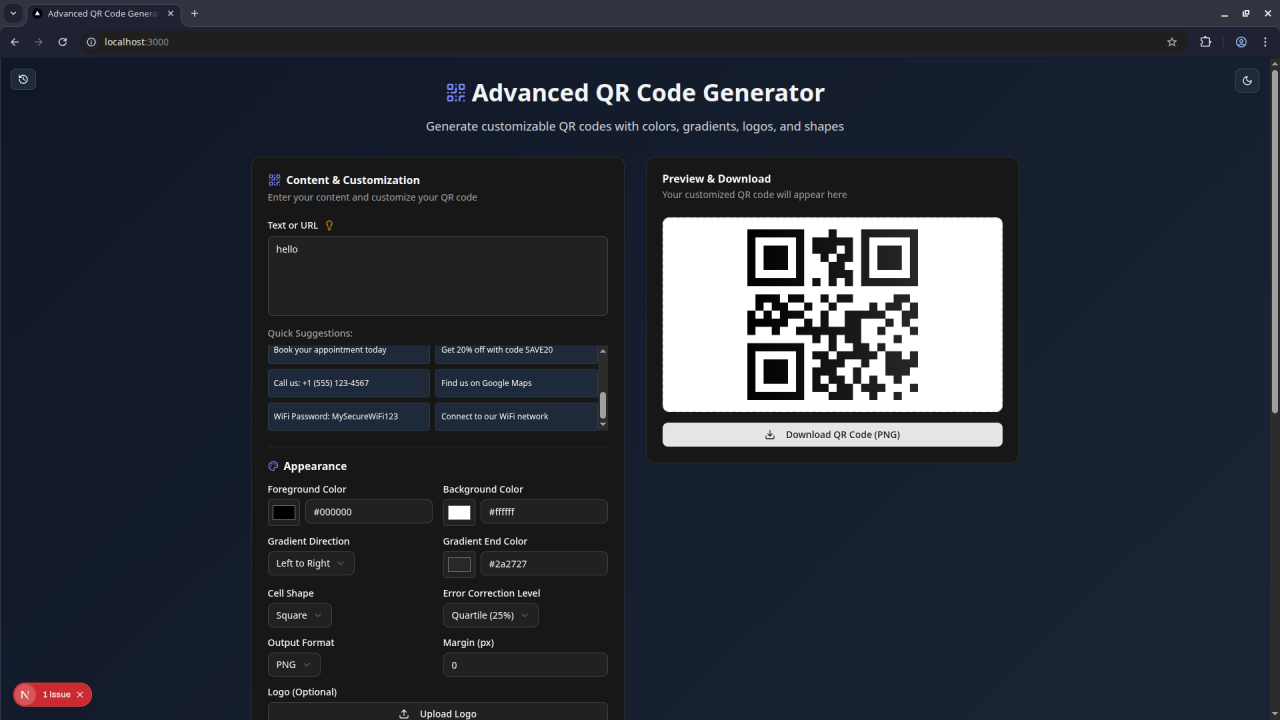 Advanced QR Code Genera
localhost:3000
Advanced QR Code Generator
Generate customizable QR codes with colors, gradients, logos, and shapes
Content & Customization
Enter your content and customize your QR code
Text or URL
hello
Quick Suggestions:
Book your appointment today
Get 20% off with code SAVE20
Call us: +1 (555) 123-4567
Find us on Google Maps
WiFi Password: MySecureWiFi123
Connect to our WiFi network
Appearance
Foreground Color
Background Color
#000000
#ffffff
Gradient Direction
Gradient End Color
Left to Right
#2a2727
Cell Shape
Error Correction Level
Square
Quartile (25%)
Output Format
Margin (px)
PNG
0
Logo (Optional)
Upload Logo
Preview & Download
Your customized QR code will appear here
Download QR Code (PNG)
N
1 Issue